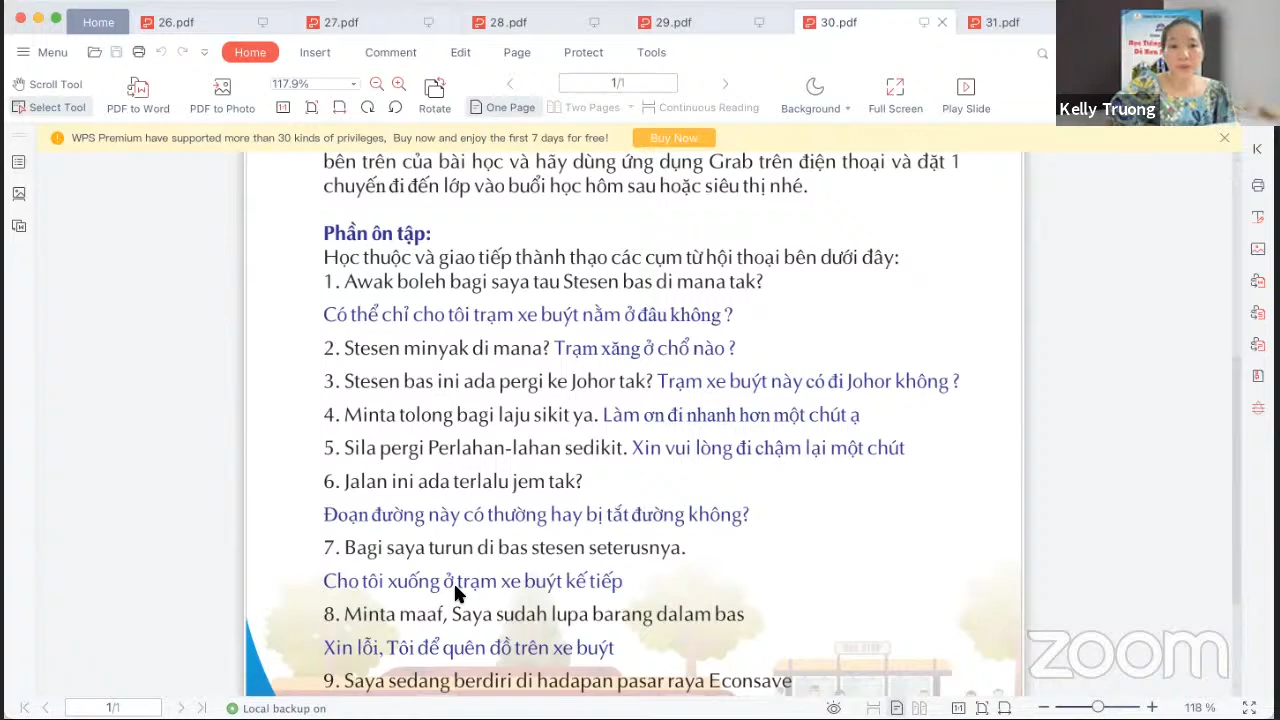 Home
26.pdf
27.pdf
28.pdf
29.pdf
30.pdf
31.pdf
Menu
Home
Insert
Comment
Edit
Page
Protect
Tools
Scroll Tool
Select Tool
PDF to Word
PDF to Photo
117.9%
Rotate
1/1
One Page
Two Pages
Continuous Reading
Background
Full Screen
Play Slide
Kelly Truong
WPS Premium have supported more than 30 kinds of privileges, Buy now and enjoy the first 7 days for free!
Buy Now
bên trên của bài học và hãy dùng ứng dụng Grab trên điện thoại và đặt 1
chuyến đi đến lớp vào buổi học hôm sau hoặc siêu thị nhé.
Phần ôn tập:
Học thuộc và giao tiếp thành thạo các cụm từ hội thoại bên dưới đây:
1. Awak boleh bagi saya tau Stesen bas di mana tak?
Có thể chỉ cho tôi trạm xe buýt nằm ở đâu không ?
2. Stesen minyak di mana? Trạm xăng ở chổ nào ?
3. Stesen bas ini ada pergi ke Johor tak? Trạm xe buýt này có đi Johor không ?
4. Minta tolong bagi laju sikit ya. Làm ơn đi nhanh hơn một chút ạ
5. Sila pergi Perlahan-lahan sedikit. Xin vui lòng đi chậm lại một chút
6. Jalan ini ada terlalu jem tak?
Đoạn đường này có thường hay bị tắt đường không?
7. Bagi saya turun di bas stesen seterusnya.
Cho tôi xuống ở trạm xe buýt kế tiếp
8. Minta maaf, Saya sudah lupa barang dalam bas
Xin lỗi, Tôi để quên đồ trên xe buýt
9. Saya sedang berdiri di hadapan pasar raya Econsave
BUS STOP
zoom
1/1
Local backup on
118 %